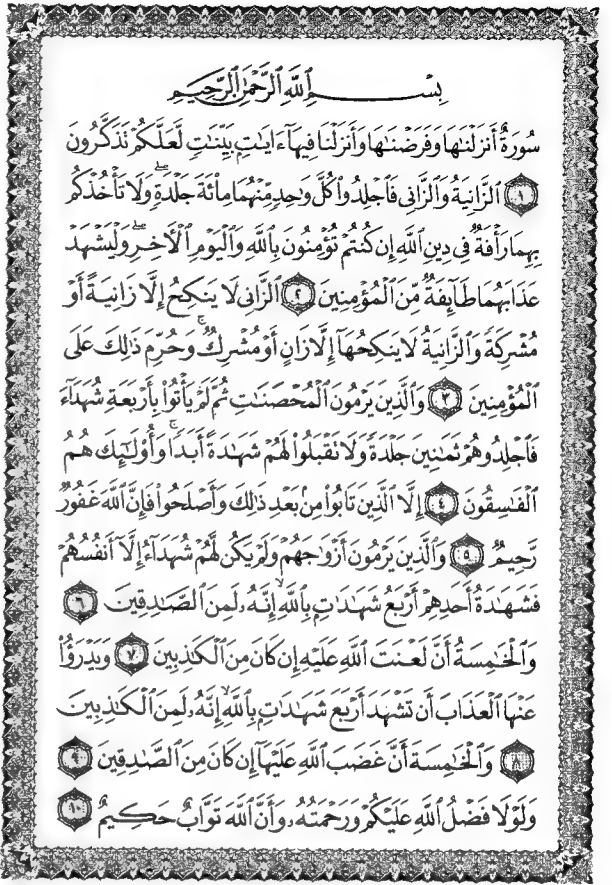 بِسْمِ ٱللَّهِ ٱلرَّحْمَٰنِ ٱلرَّحِيمِ
سُورَةٌ أَنزَلْنَٰهَا وَفَرَضْنَٰهَا وَأَنزَلْنَا فِيهَآ ءَايَٰتٍۭ بَيِّنَٰتٍ لَّعَلَّكُمْ تَذَكَّرُونَ
١ ٱلزَّانِيَةُ وَٱلزَّانِى فَٱجْلِدُوا۟ كُلَّ وَٰحِدٍ مِّنْهُمَا مِا۟ئَةَ جَلْدَةٍ ۖ وَلَا تَأْخُذْكُم
بِهِمَا رَأْفَةٌ فِى دِينِ ٱللَّهِ إِن كُنتُمْ تُؤْمِنُونَ بِٱللَّهِ وَٱلْيَوْمِ ٱلْأَخِرِ ۖ وَلْيَشْهَدْ
عَذَابَهُمَا طَآئِفَةٌ مِّنَ ٱلْمُؤْمِنِينَ ٢ ٱلزَّانِى لَا يَنكِحُ إِلَّا زَانِيَةً أَوْ
مُشْرِكَةً وَٱلزَّانِيَةُ لَا يَنكِحُهَآ إِلَّا زَانٍ أَوْ مُشْرِكٌ ۚ وَحُرِّمَ ذَٰلِكَ عَلَى
ٱلْمُؤْمِنِينَ ٣ وَٱلَّذِينَ يَرْمُونَ ٱلْمُحْصَنَٰتِ ثُمَّ لَمْ يَأْتُوا۟ بِأَرْبَعَةِ شُهَدَآءَ
فَٱجْلِدُوهُمْ ثَمَٰنِينَ جَلْدَةً وَلَا تَقْبَلُوا۟ لَهُمْ شَهَٰدَةً أَبَدًا ۚ وَأُو۟لَٰٓئِكَ هُمُ
ٱلْفَٰسِقُونَ ٤ إِلَّا ٱلَّذِينَ تَابُوا۟ مِنۢ بَعْدِ ذَٰلِكَ وَأَصْلَحُوا۟ فَإِنَّ ٱللَّهَ غَفُورٌ
رَّحِيمٌ ٥ وَٱلَّذِينَ يَرْمُونَ أَزْوَٰجَهُمْ وَلَمْ يَكُن لَّهُمْ شُهَدَآءُ إِلَّآ أَنفُسُهُمْ
فَشَهَٰدَةُ أَحَدِهِمْ أَرْبَعُ شَهَٰدَٰتٍۭ بِٱللَّهِ ۙ إِنَّهُۥ لَمِنَ ٱلصَّٰدِقِينَ ٦
وَٱلْخَٰمِسَةُ أَنَّ لَعْنَتَ ٱللَّهِ عَلَيْهِ إِن كَانَ مِنَ ٱلْكَٰذِبِينَ ٧ وَيَدْرَؤُا۟
عَنْهَا ٱلْعَذَابَ أَن تَشْهَدَ أَرْبَعَ شَهَٰدَٰتٍۭ بِٱللَّهِ ۙ إِنَّهُۥ لَمِنَ ٱلْكَٰذِبِينَ
٨ وَٱلْخَٰمِسَةَ أَنَّ غَضَبَ ٱللَّهِ عَلَيْهَآ إِن كَانَ مِنَ ٱلصَّٰدِقِينَ ٩
وَلَوْلَا فَضْلُ ٱللَّهِ عَلَيْكُمْ وَرَحْمَتُهُۥ وَأَنَّ ٱللَّهَ تَوَّابٌ حَكِيمٌ ١٠